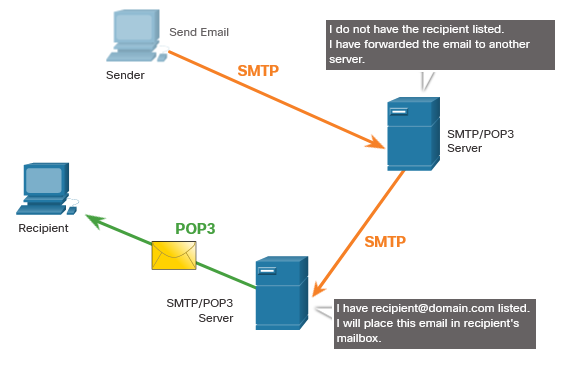 Send Email
Sender
SMTP
I do not have the recipient listed.
I have forwarded the email to another
server.
SMTP/POP3
Server
SMTP
POP3
Recipient
SMTP/POP3
Server
I have recipient@domain.com listed.
I will place this email in recipient's
mailbox.